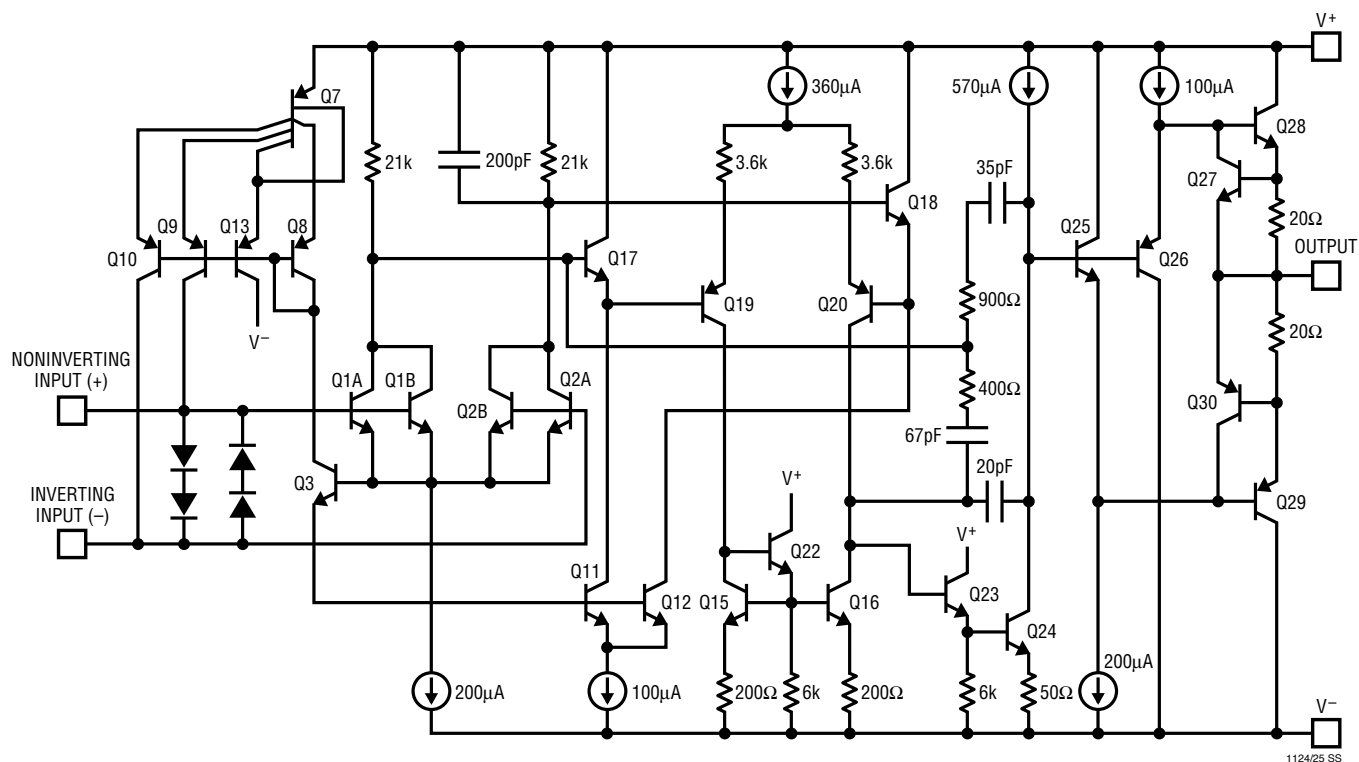 V+
Q7
360µA
570µA
100µA
Q28
21k
200pF
21k
3.6k
3.6k
35pF
Q27
20Ω
Q18
Q10
Q9
Q13
Q8
Q17
Q25
Q26
OUTPUT
Q19
Q20
900Ω
20Ω
V–
NONINVERTING
INPUT (+)
Q1A
Q1B
Q2B
Q2A
400Ω
Q30
67pF
20pF
INVERTING
INPUT (–)
Q3
V+
V+
Q29
Q22
Q11
Q12
Q15
Q16
Q23
Q24
200µA
200µA
100µA
200Ω
6k
200Ω
6k
50Ω
V–
1124/25 SS